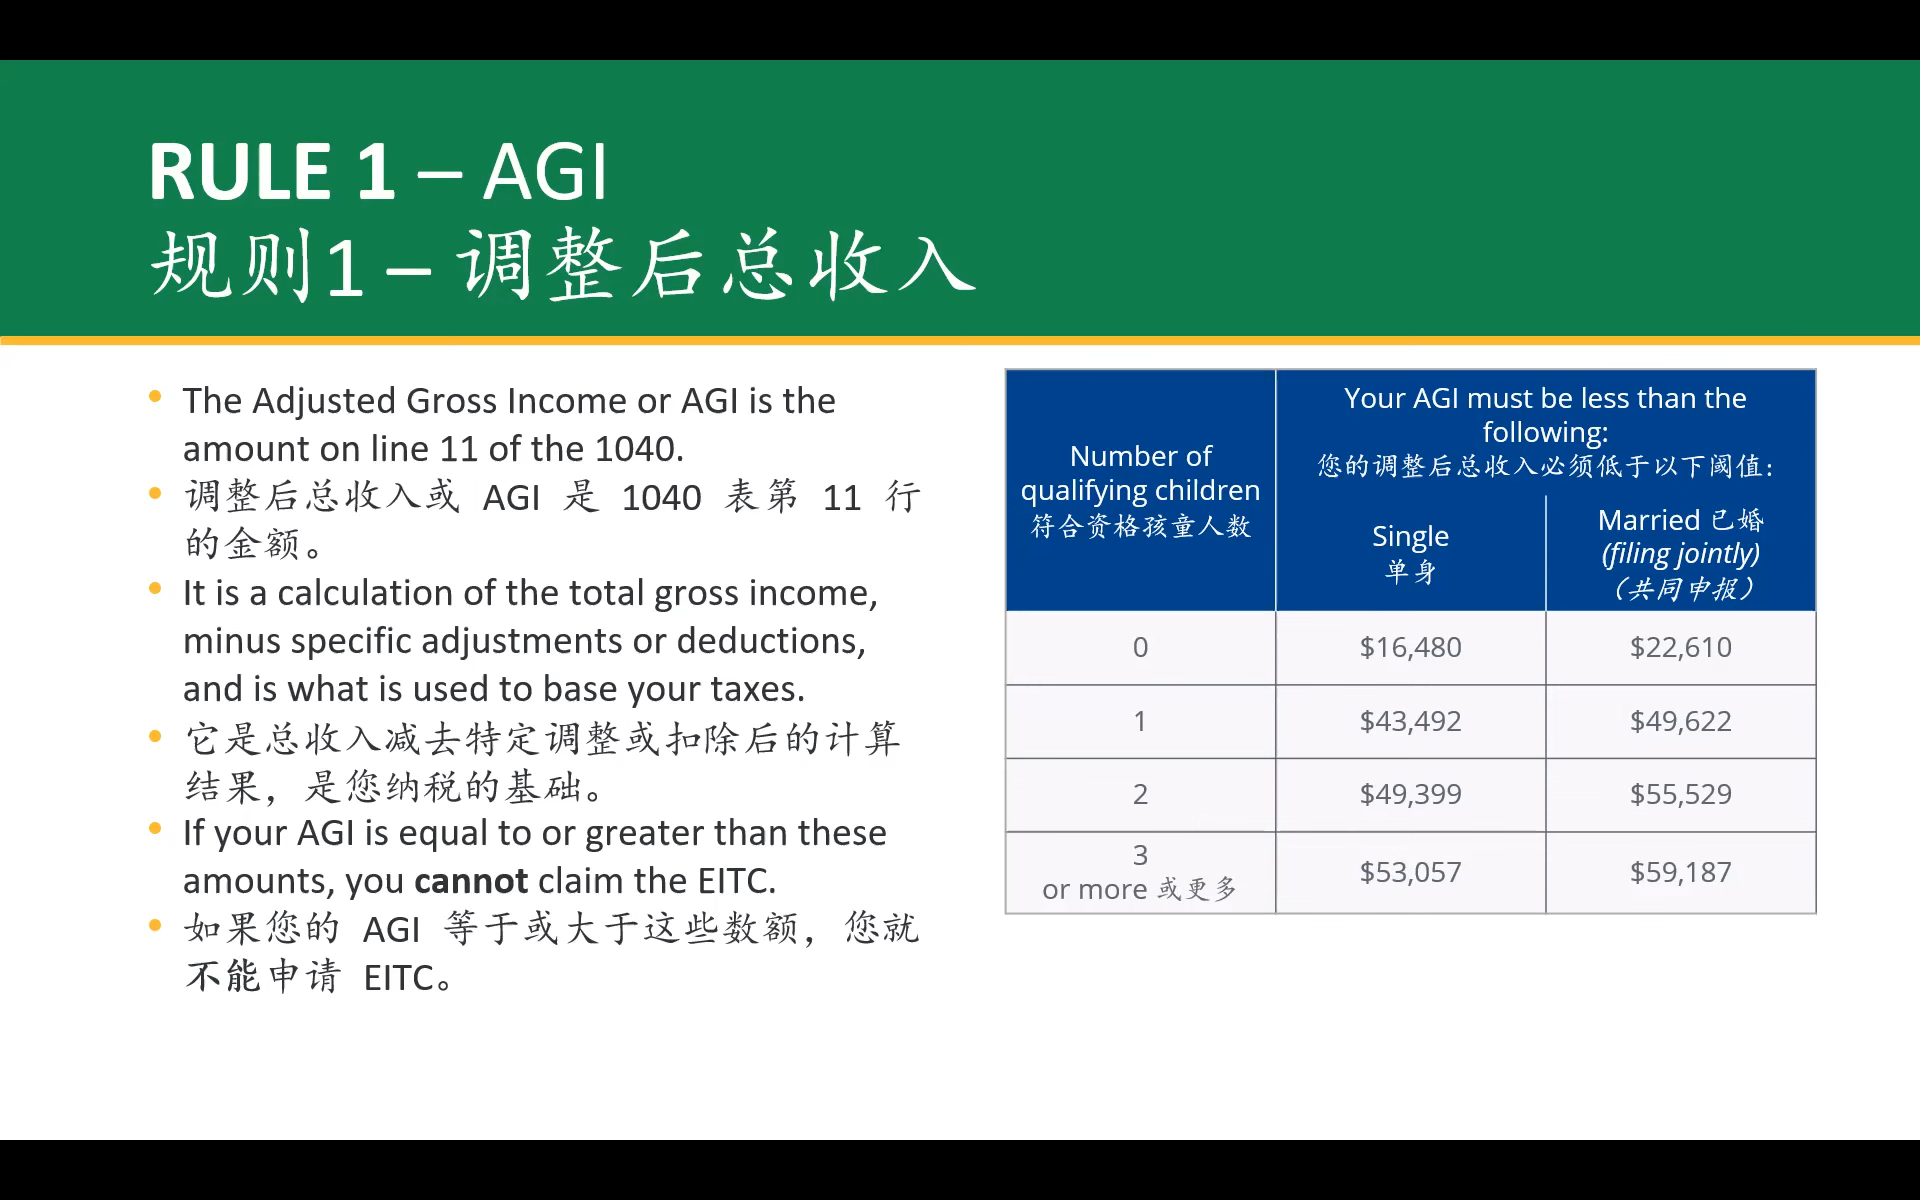 RULE 1 – AGI
规则1 – 调整后总收入
The Adjusted Gross Income or AGI is the
amount on line 11 of the 1040.
调整后总收入或 AGI 是 1040 表第 11 行
的金额。
It is a calculation of the total gross income,
minus specific adjustments or deductions,
and is what is used to base your taxes.
它是总收入减去特定调整或扣除后的计算
结果，是您纳税的基础。
If your AGI is equal to or greater than these
amounts, you cannot claim the EITC.
如果您的 AGI 等于或大于这些数额，您就
不能申请 EITC。
Number of
qualifying children
符合资格孩童人数
Your AGI must be less than the
following:
您的调整后总收入必须低于以下阈值：
Single
单身
Married 已婚
(filing jointly)
（共同申报）
0 $16,480 $22,610
1 $43,492 $49,622
2 $49,399 $55,529
3
or more 或更多 $53,057 $59,187